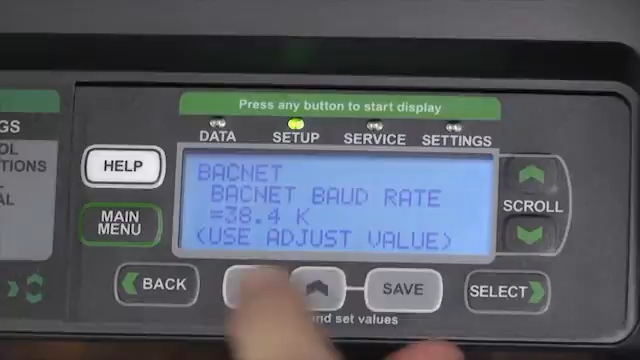 Press any button to start display
DATA SETUP SERVICE SETTINGS
GS
OL
TIONS
AL
HELP
MAIN
MENU
BACNET
BACNET BAUD RATE
=38.4 K
(USE ADJUST VALUE)
SCROLL
BACK
SAVE
SELECT
and set values